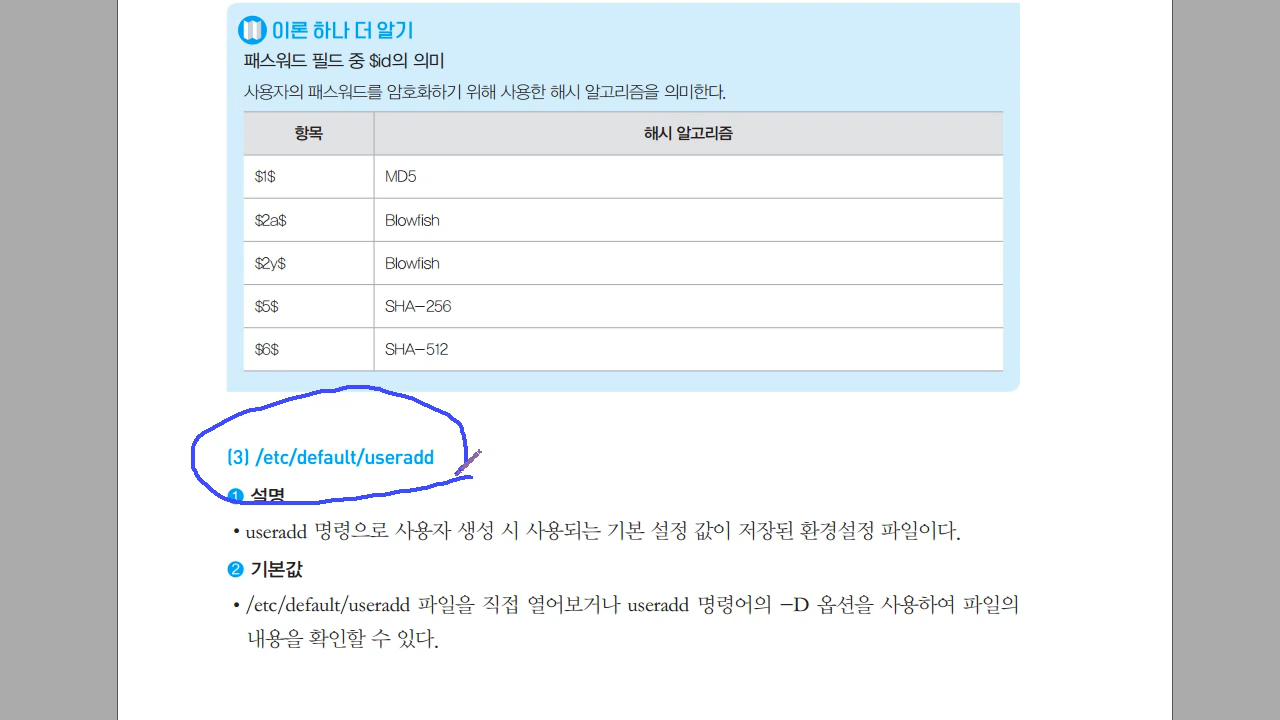 이론 하나 더 알기
패스워드 필드 중 $id의 의미
사용자의 패스워드를 암호화하기 위해 사용한 해시 알고리즘을 의미한다.
항목 해시 알고리즘
$1$ MD5
$2a$ Blowfish
$2y$ Blowfish
$5$ SHA-256
$6$ SHA-512
(3) /etc/default/useradd
1 설명
• useradd 명령으로 사용자 생성 시 사용되는 기본 설정 값이 저장된 환경설정 파일이다.
2 기본값
• /etc/default/useradd 파일을 직접 열어보거나 useradd 명령어의 -D 옵션을 사용하여 파일의
내용을 확인할 수 있다.